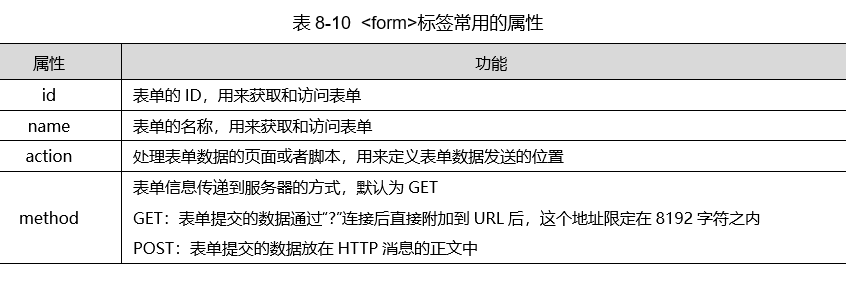 表 8-10 <form>标签常用的属性
属性 功能
id 表单的 ID，用来获取和访问表单
name 表单的名称，用来获取和访问表单
action 处理表单数据的页面或者脚本，用来定义表单数据发送的位置
表单信息传递到服务器的方式，默认为 GET
method GET：表单提交的数据通过“?”连接后直接附加到 URL 后，这个地址限定在 8192 字符之内
POST：表单提交的数据放在 HTTP 消息的正文中